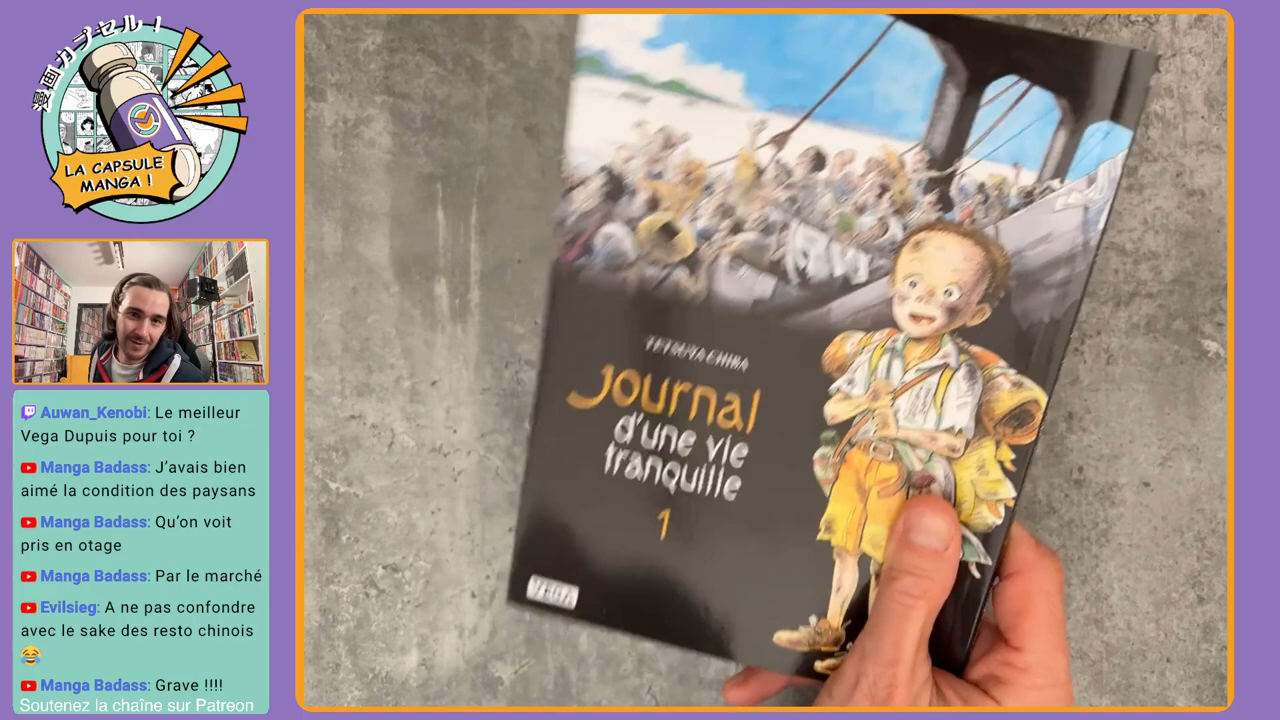 漫画カプセル！
LA CAPSULE
MANGA !
Auwan_Kenobi: Le meilleur
Vega Dupuis pour toi ?
Manga Badass: J’avais bien
aimé la condition des paysans
Manga Badass: Qu’on voit
pris en otage
Manga Badass: Par le marché
Evilsieg: A ne pas confondre
avec le sake des resto chinois
😂
Manga Badass: Grave !!!!
Soutenez la chaîne sur Patreon
TETSUYA CHIBA
Journal
d'une vie
tranquille
1
VEGA